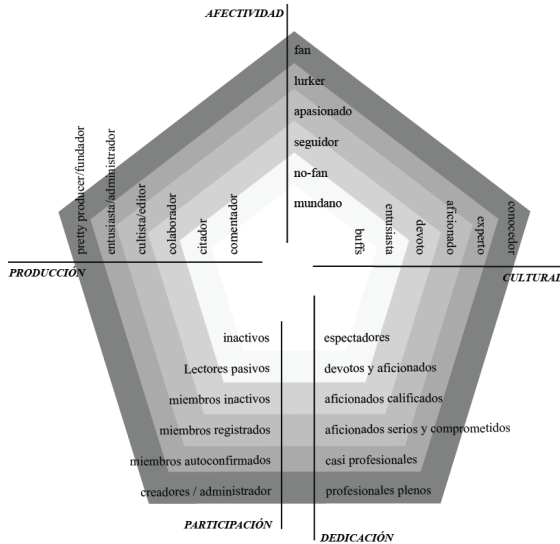 AFECTIVIDAD
fan
lurker
apasionado
seguidor
no-fan
mundano
pretty producer/fundador
entusiasta/administrador
cultista/editor
colaborador
citador
comentador
PRODUCCIÓN
buffs
entusiasta
devoto
aficionado
experto
conocedor
CULTURAL
inactivos
Lectores pasivos
miembros inactivos
miembros registrados
miembros autoconfirmados
creadores / administrador
PARTICIPACIÓN
espectadores
devotos y aficionados
aficionados calificados
aficionados serios y comprometidos
casi profesionales
profesionales plenos
DEDICACIÓN